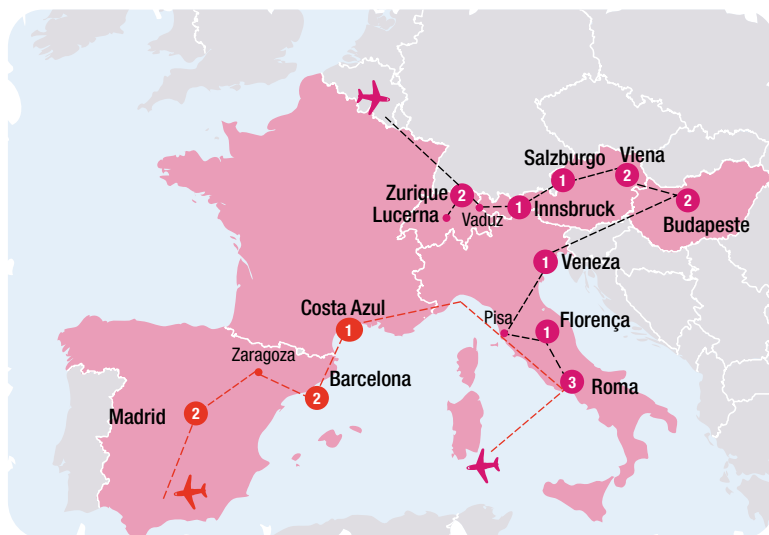 Salzburgo
1
Viena
2
Zurique
2
Lucerna
Vaduz
1
Innsbruck
2
Budapeste
1
Veneza
Costa Azul
1
Pisa
Florença
1
Zaragoza
Barcelona
2
3
Roma
Madrid
2